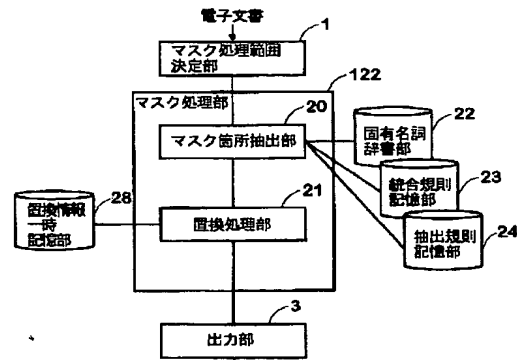 電子文書
1
マスク処理範囲
決定部
122
マスク処理部
20
マスク箇所抽出部
22
固有名詞
辞書部
23
統合規則
記憶部
24
抽出規則
記憶部
21
置換処理部
28
置換情報
一時
記憶部
3
出力部